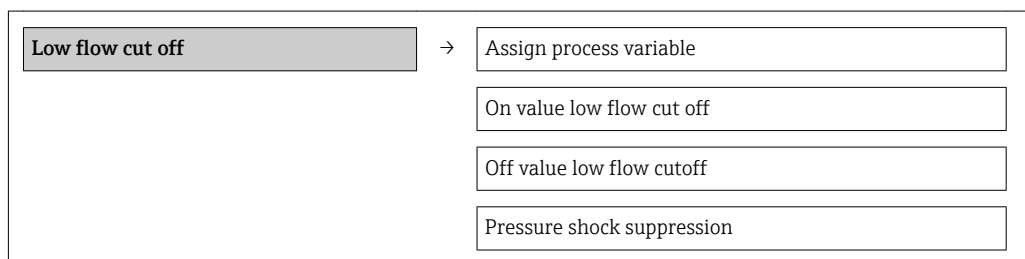 Low flow cut off → Assign process variable
On value low flow cut off
Off value low flow cutoff
Pressure shock suppression